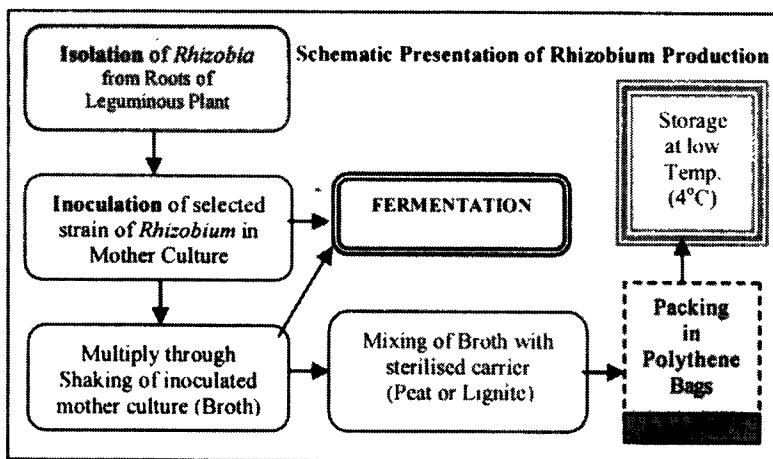 Schematic Presentation of Rhizobium Production
Isolation of Rhizobia
from Roots of
Leguminous Plant
Inoculation of selected
strain of Rhizobium in
Mother Culture
FERMENTATION
Multiply through
Shaking of inoculated
mother culture (Broth)
Mixing of Broth with
sterilised carrier
(Peat or Lignite)
Packing
in
Polythene
Bags
Storage
at low
Temp.
(4°C)